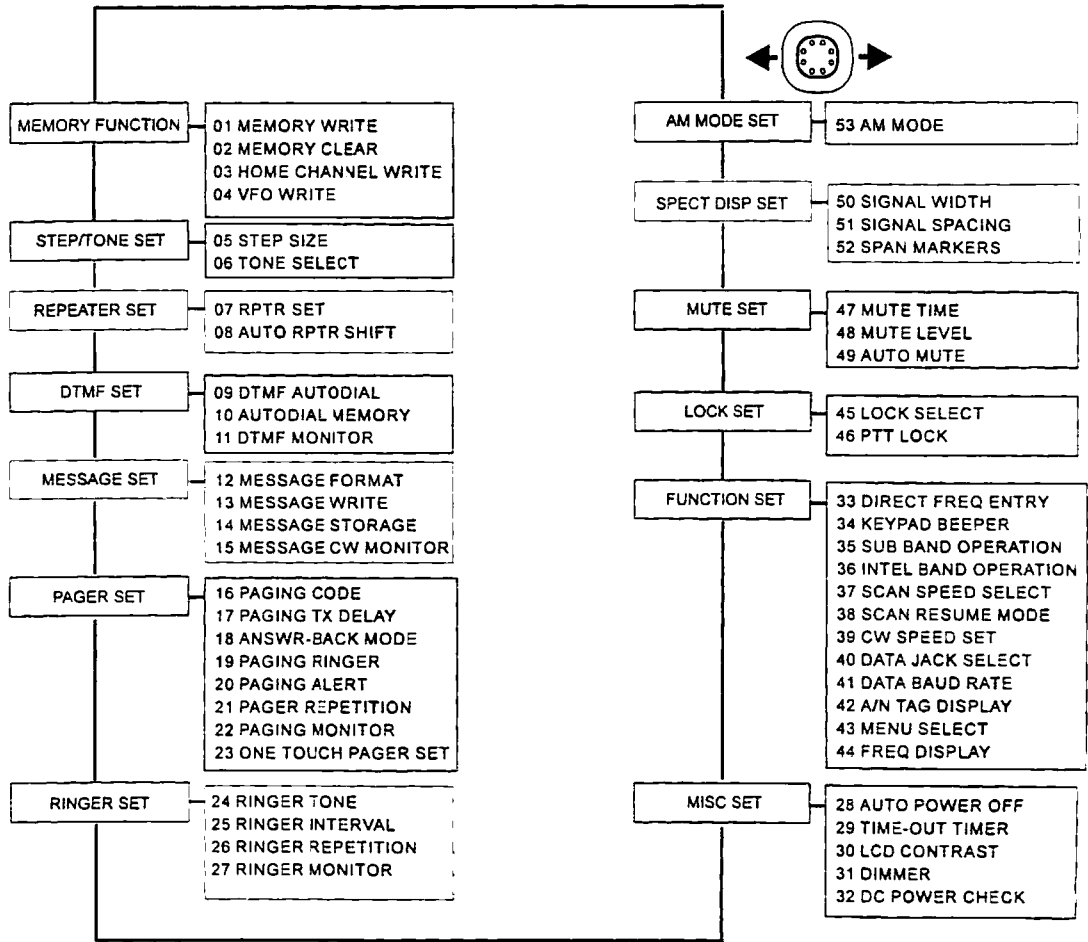 MEMORY FUNCTION
01 MEMORY WRITE
02 MEMORY CLEAR
03 HOME CHANNEL WRITE
04 VFO WRITE
STEP/TONE SET
05 STEP SIZE
06 TONE SELECT
REPEATER SET
07 RPTR SET
08 AUTO RPTR SHIFT
DTMF SET
09 DTMF AUTODIAL
10 AUTODIAL MEMORY
11 DTMF MONITOR
MESSAGE SET
12 MESSAGE FORMAT
13 MESSAGE WRITE
14 MESSAGE STORAGE
15 MESSAGE CW MONITOR
PAGER SET
16 PAGING CODE
17 PAGING TX DELAY
18 ANSWR-BACK MODE
19 PAGING RINGER
20 PAGING ALERT
21 PAGER REPETITION
22 PAGING MONITOR
23 ONE TOUCH PAGER SET
RINGER SET
24 RINGER TONE
25 RINGER INTERVAL
26 RINGER REPETITION
27 RINGER MONITOR
AM MODE SET
53 AM MODE
SPECT DISP SET
50 SIGNAL WIDTH
51 SIGNAL SPACING
52 SPAN MARKERS
MUTE SET
47 MUTE TIME
48 MUTE LEVEL
49 AUTO MUTE
LOCK SET
45 LOCK SELECT
46 PTT LOCK
FUNCTION SET
33 DIRECT FREQ ENTRY
34 KEYPAD BEEPER
35 SUB BAND OPERATION
36 INTEL BAND OPERATION
37 SCAN SPEED SELECT
38 SCAN RESUME MODE
39 CW SPEED SET
40 DATA JACK SELECT
41 DATA BAUD RATE
42 A/N TAG DISPLAY
43 MENU SELECT
44 FREQ DISPLAY
MISC SET
28 AUTO POWER OFF
29 TIME-OUT TIMER
30 LCD CONTRAST
31 DIMMER
32 DC POWER CHECK